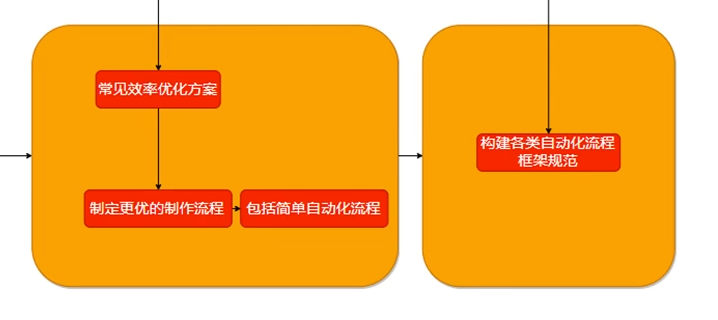 常见效率优化方案
制定更优的制作流程
包括简单自动化流程
构建各类自动化流程
框架规范